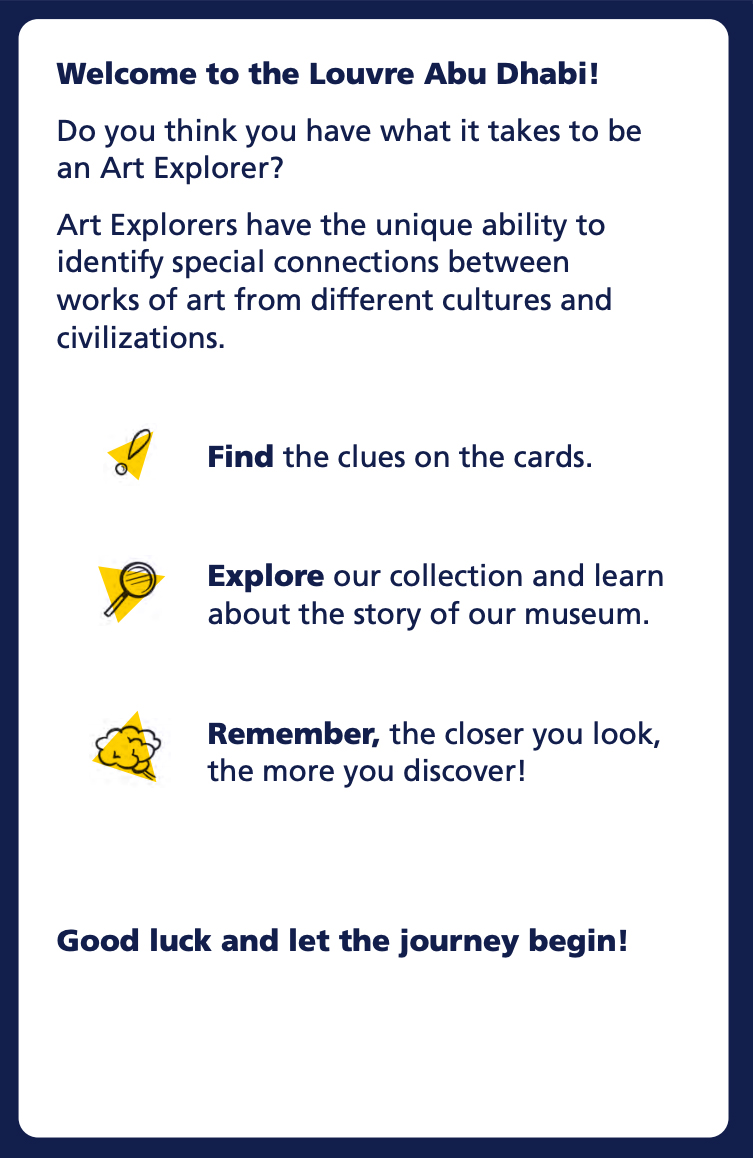 Welcome to the Louvre Abu Dhabi!
Do you think you have what it takes to be
an Art Explorer?
Art Explorers have the unique ability to
identify special connections between
works of art from different cultures and
civilizations.
Find the clues on the cards.
Explore our collection and learn
about the story of our museum.
Remember, the closer you look,
the more you discover!
Good luck and let the journey begin!